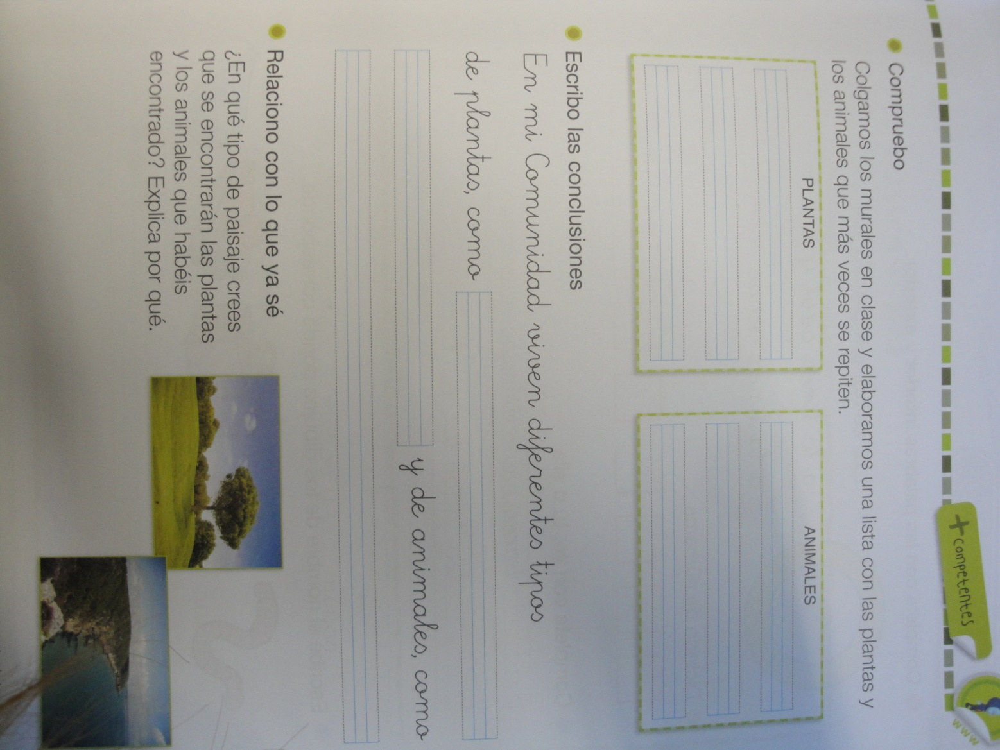 +competentes
www
Compruebo
Colgamos los murales en clase y elaboramos una lista con las plantas y
los animales que más veces se repiten.
PLANTAS
ANIMALES
Escribo las conclusiones
En mi Comunidad viven diferentes tipos
de plantas, como
y de animales, como
Relaciono con lo que ya sé
¿En qué tipo de paisaje crees
que se encontrarán las plantas
y los animales que habéis
encontrado? Explica por qué.